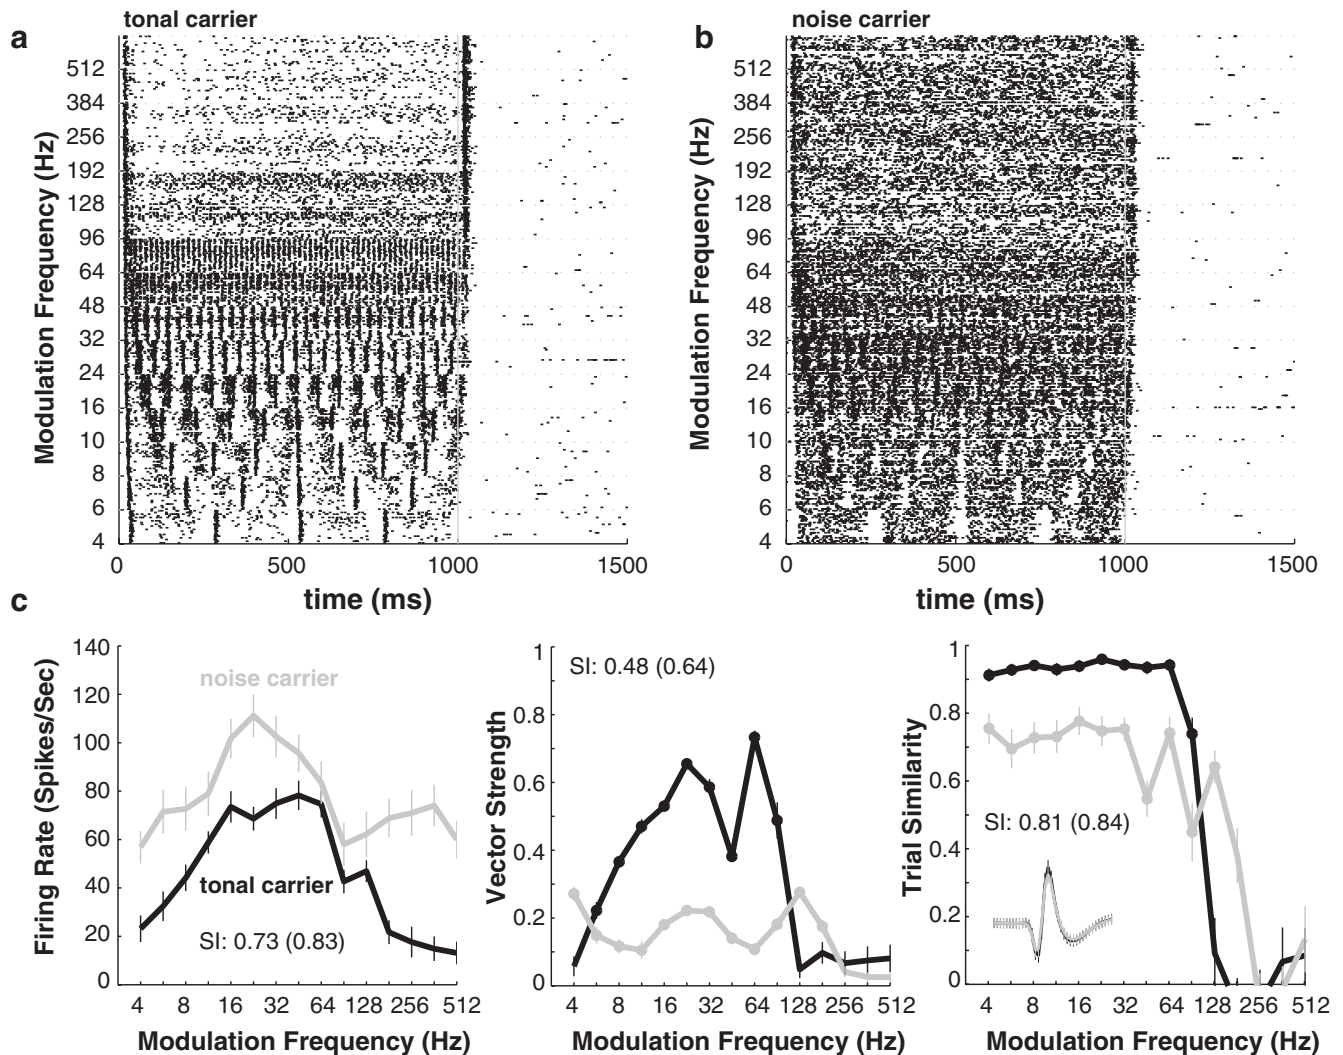 a
tonal carrier
Modulation Frequency (Hz)
512
384
256
192
128
96
64
48
32
24
16
10
8
6
4
0 500 1000 1500
time (ms)
b
noise carrier
Modulation Frequency (Hz)
512
384
256
192
128
96
64
48
32
24
16
10
8
6
4
0 500 1000 1500
time (ms)
c
Firing Rate (Spikes/Sec)
140
120
100
80
60
40
20
0
noise carrier
tonal carrier
SI: 0.73 (0.83)
4 8 16 32 64 128 256 512
Modulation Frequency (Hz)
Vector Strength
1
0.8
0.6
0.4
0.2
0
SI: 0.48 (0.64)
4 8 16 32 64 128 256 512
Modulation Frequency (Hz)
Trial Similarity
1
0.8
0.6
0.4
0.2
0
SI: 0.81 (0.84)
4 8 16 32 64 128 256 512
Modulation Frequency (Hz)